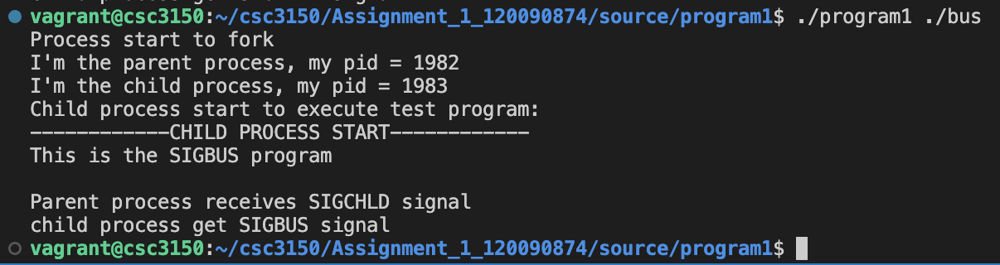 vagrant@csc3150:~/csc3150/Assignment_1_120090874/source/program1$ ./program1 ./bus
Process start to fork
I'm the parent process, my pid = 1982
I'm the child process, my pid = 1983
Child process start to execute test program:
------------CHILD PROCESS START------------
This is the SIGBUS program
Parent process receives SIGCHLD signal
child process get SIGBUS signal
vagrant@csc3150:~/csc3150/Assignment_1_120090874/source/program1$